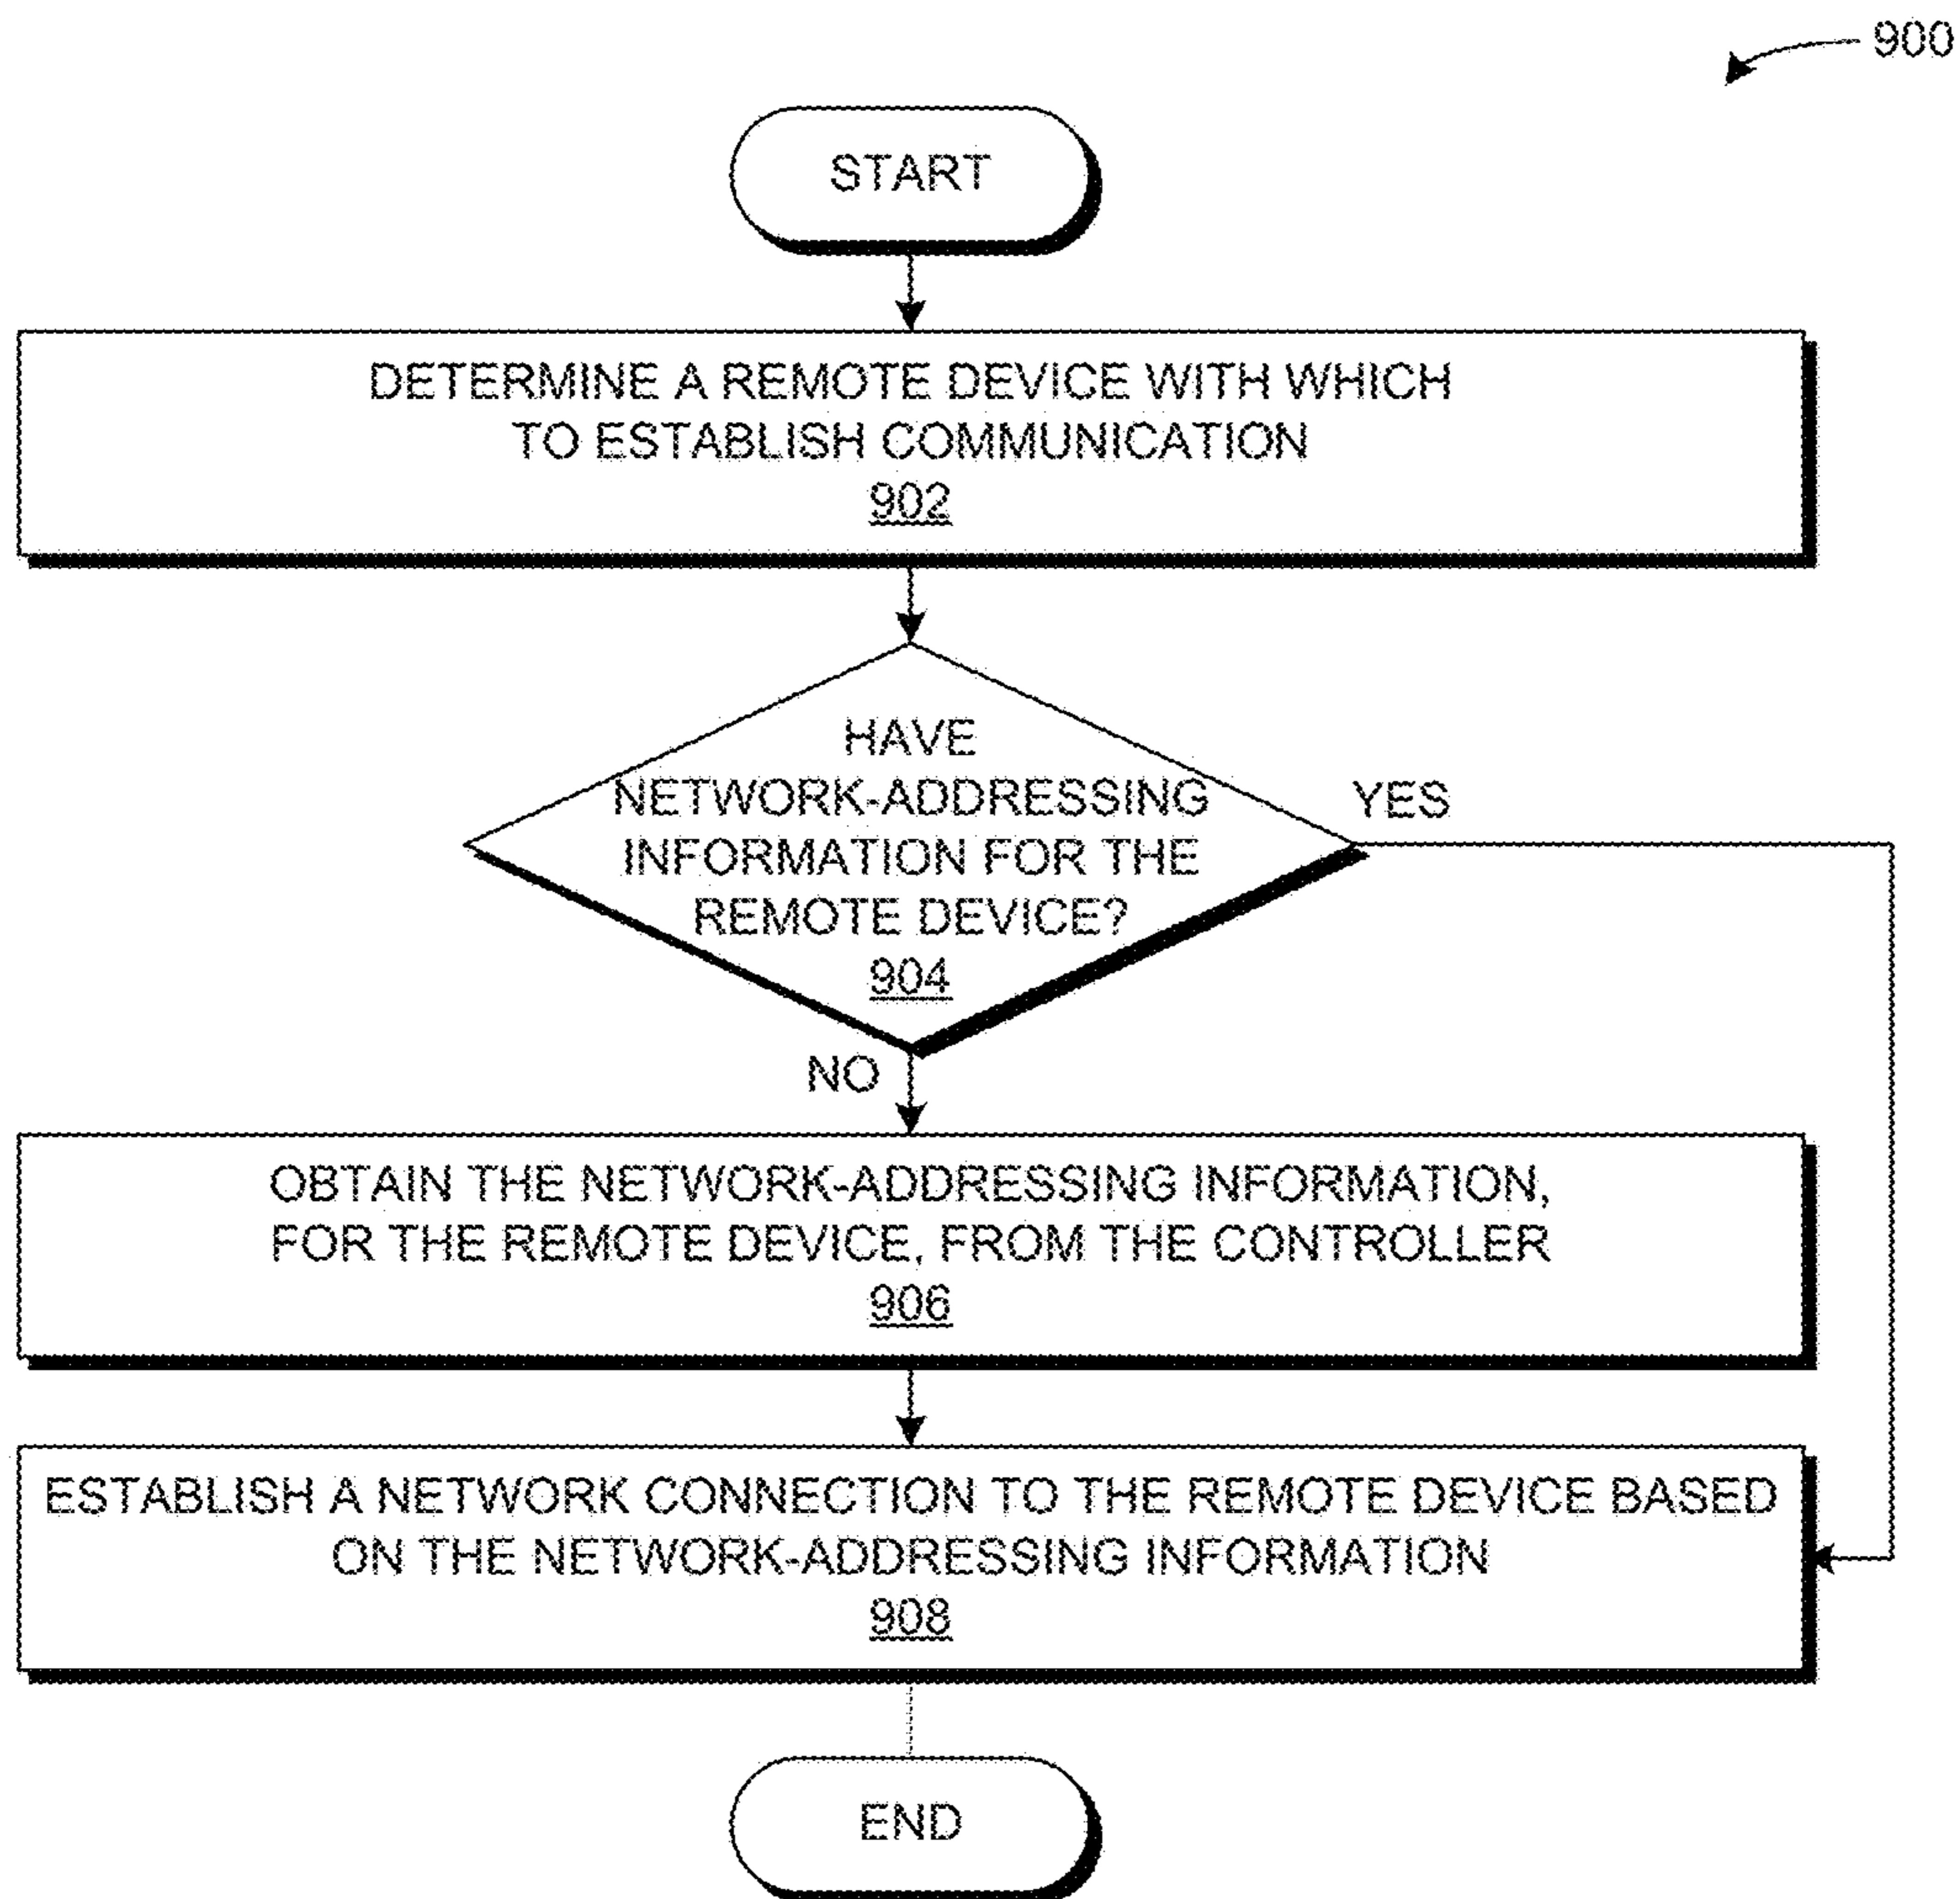 900
START
DETERMINE A REMOTE DEVICE WITH WHICH
TO ESTABLISH COMMUNICATION
902
HAVE
NETWORK-ADDRESSING
INFORMATION FOR THE
REMOTE DEVICE?
904
YES
NO
OBTAIN THE NETWORK-ADDRESSING INFORMATION,
FOR THE REMOTE DEVICE, FROM THE CONTROLLER
906
ESTABLISH A NETWORK CONNECTION TO THE REMOTE DEVICE BASED
ON THE NETWORK-ADDRESSING INFORMATION
908
END